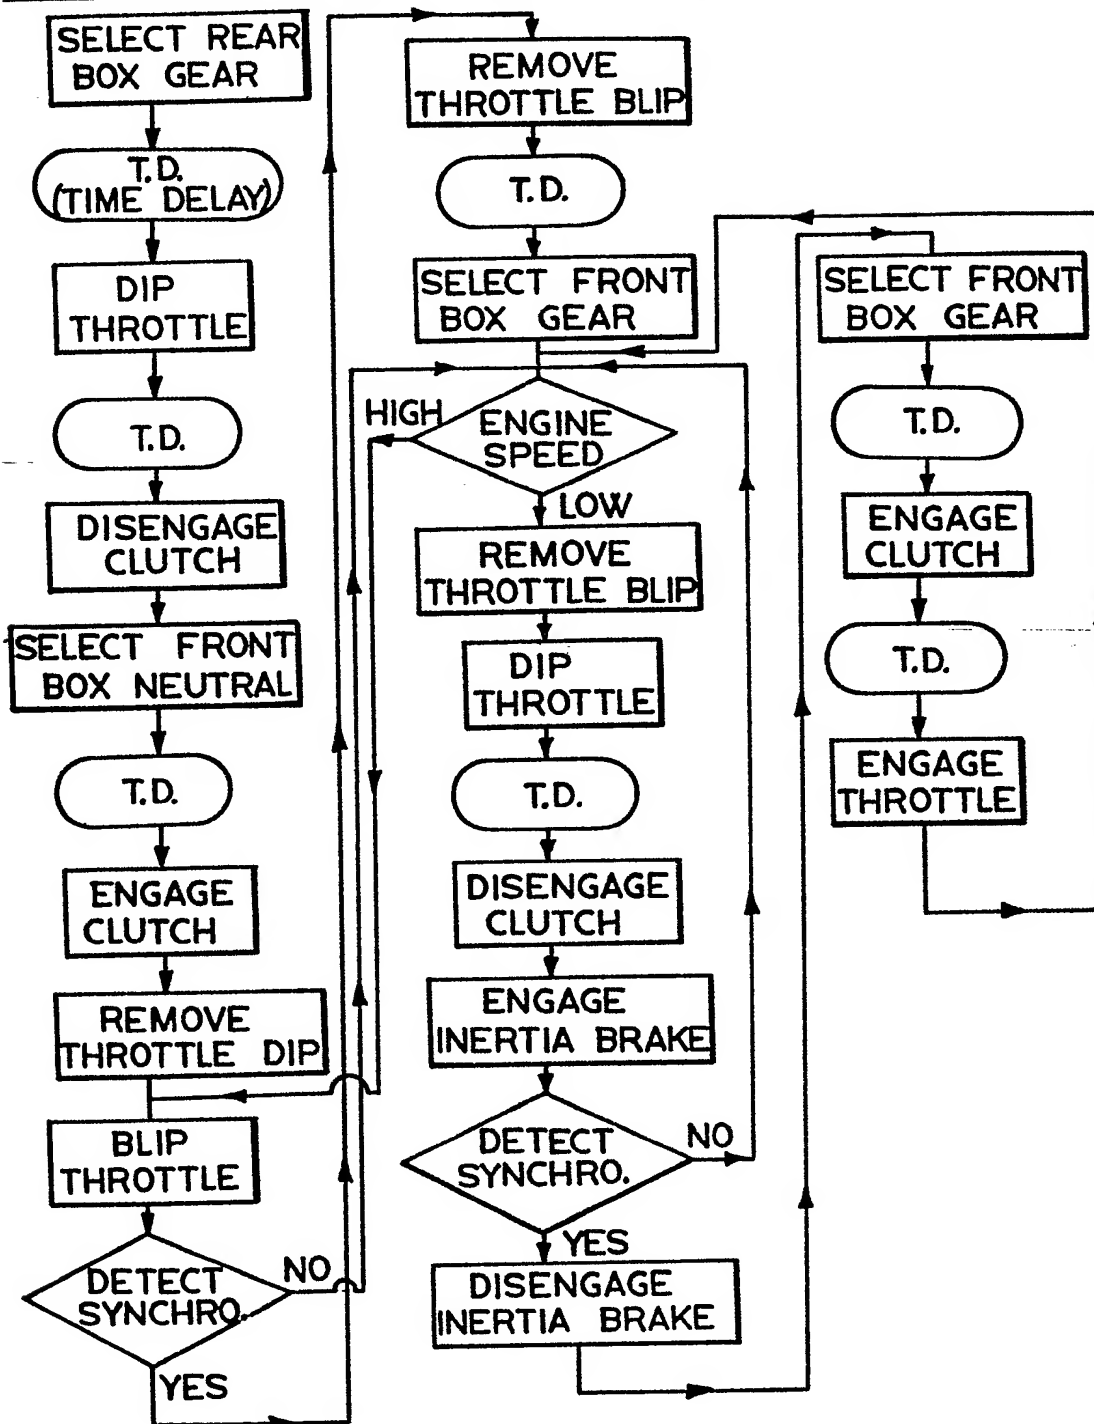 SELECT REAR
BOX GEAR
T.D.
(TIME DELAY)
DIP
THROTTLE
T.D.
DISENGAGE
CLUTCH
SELECT FRONT
BOX NEUTRAL
T.D.
ENGAGE
CLUTCH
REMOVE
THROTTLE DIP
BLIP
THROTTLE
DETECT
SYNCHRO.
NO
YES
REMOVE
THROTTLE BLIP
T.D.
SELECT FRONT
BOX GEAR
HIGH
ENGINE
SPEED
LOW
REMOVE
THROTTLE BLIP
DIP
THROTTLE
T.D.
DISENGAGE
CLUTCH
ENGAGE
INERTIA BRAKE
DETECT
SYNCHRO.
NO
YES
DISENGAGE
INERTIA BRAKE
SELECT FRONT
BOX GEAR
T.D.
ENGAGE
CLUTCH
T.D.
ENGAGE
THROTTLE